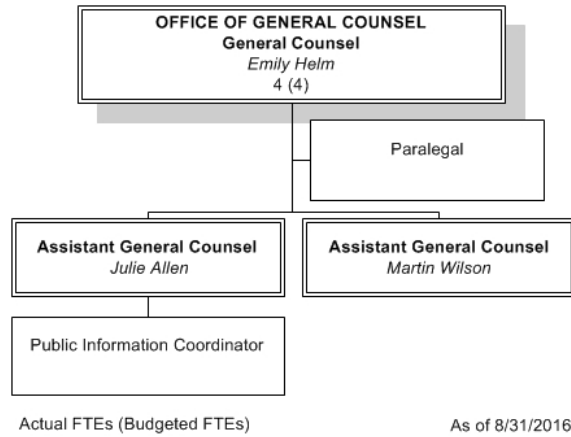 OFFICE OF GENERAL COUNSEL
General Counsel
Emily Helm
4 (4)
Paralegal
Assistant General Counsel
Julie Allen
Assistant General Counsel
Martin Wilson
Public Information Coordinator
Actual FTEs (Budgeted FTEs)
As of 8/31/2016